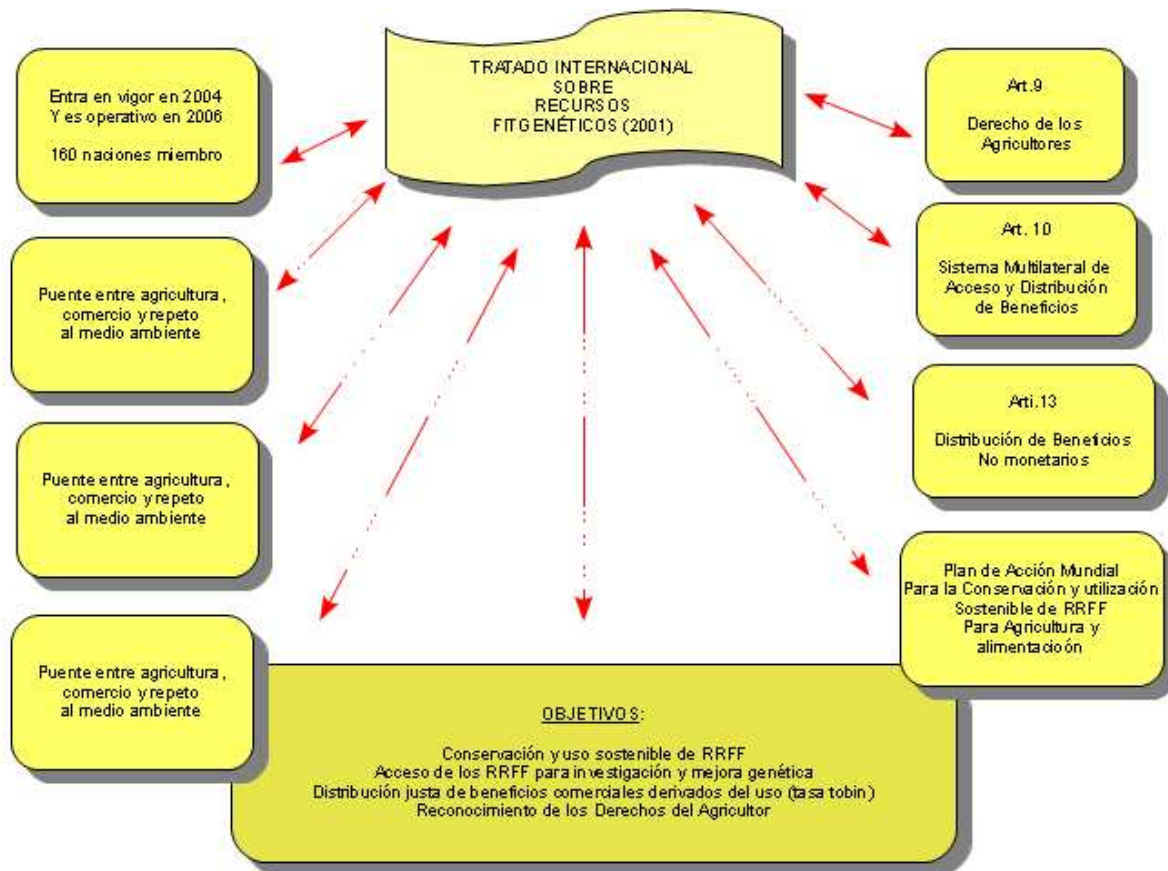 TRATADO INTERNACIONAL
SOBRE
RECURSOS
FITGENÉTICOS (2001)
Entra en vigor en 2004
Y es operativo en 2006
160 naciones miembro
Puente entre agricultura,
comercio y repeto
al medio ambiente
Puente entre agricultura,
comercio y repeto
al medio ambiente
Puente entre agricultura,
comercio y repeto
al medio ambiente
Art.9
Derecho de los
Agricultores
Art. 10
Sistema Multilateral de
Acceso y Distribución
de Beneficios
Arti.13
Distribución de Beneficios
No monetarios
Plan de Acción Mundial
Para la Conservación y utilización
Sostenible de RRFF
Para Agricultura y
alimentacioón
OBJETIVOS:
Conservación y uso sostenible de RRFF
Acceso de los RRFF para investigación y mejora genética
Distribución justa de beneficios comerciales derivados del uso (tasa tobin)
Reconocimiento de los Derechos del Agricultor